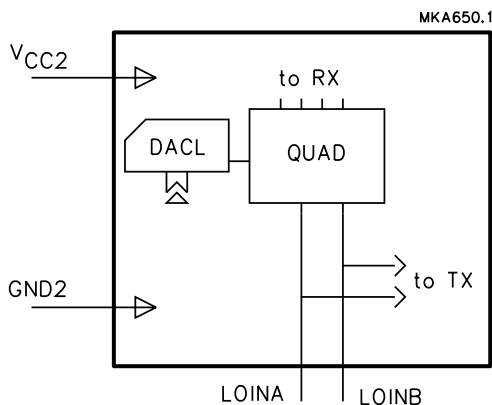 MKA650.1
VCC2
to RX
DACL
QUAD
GND2
to TX
LOINA
LOINB